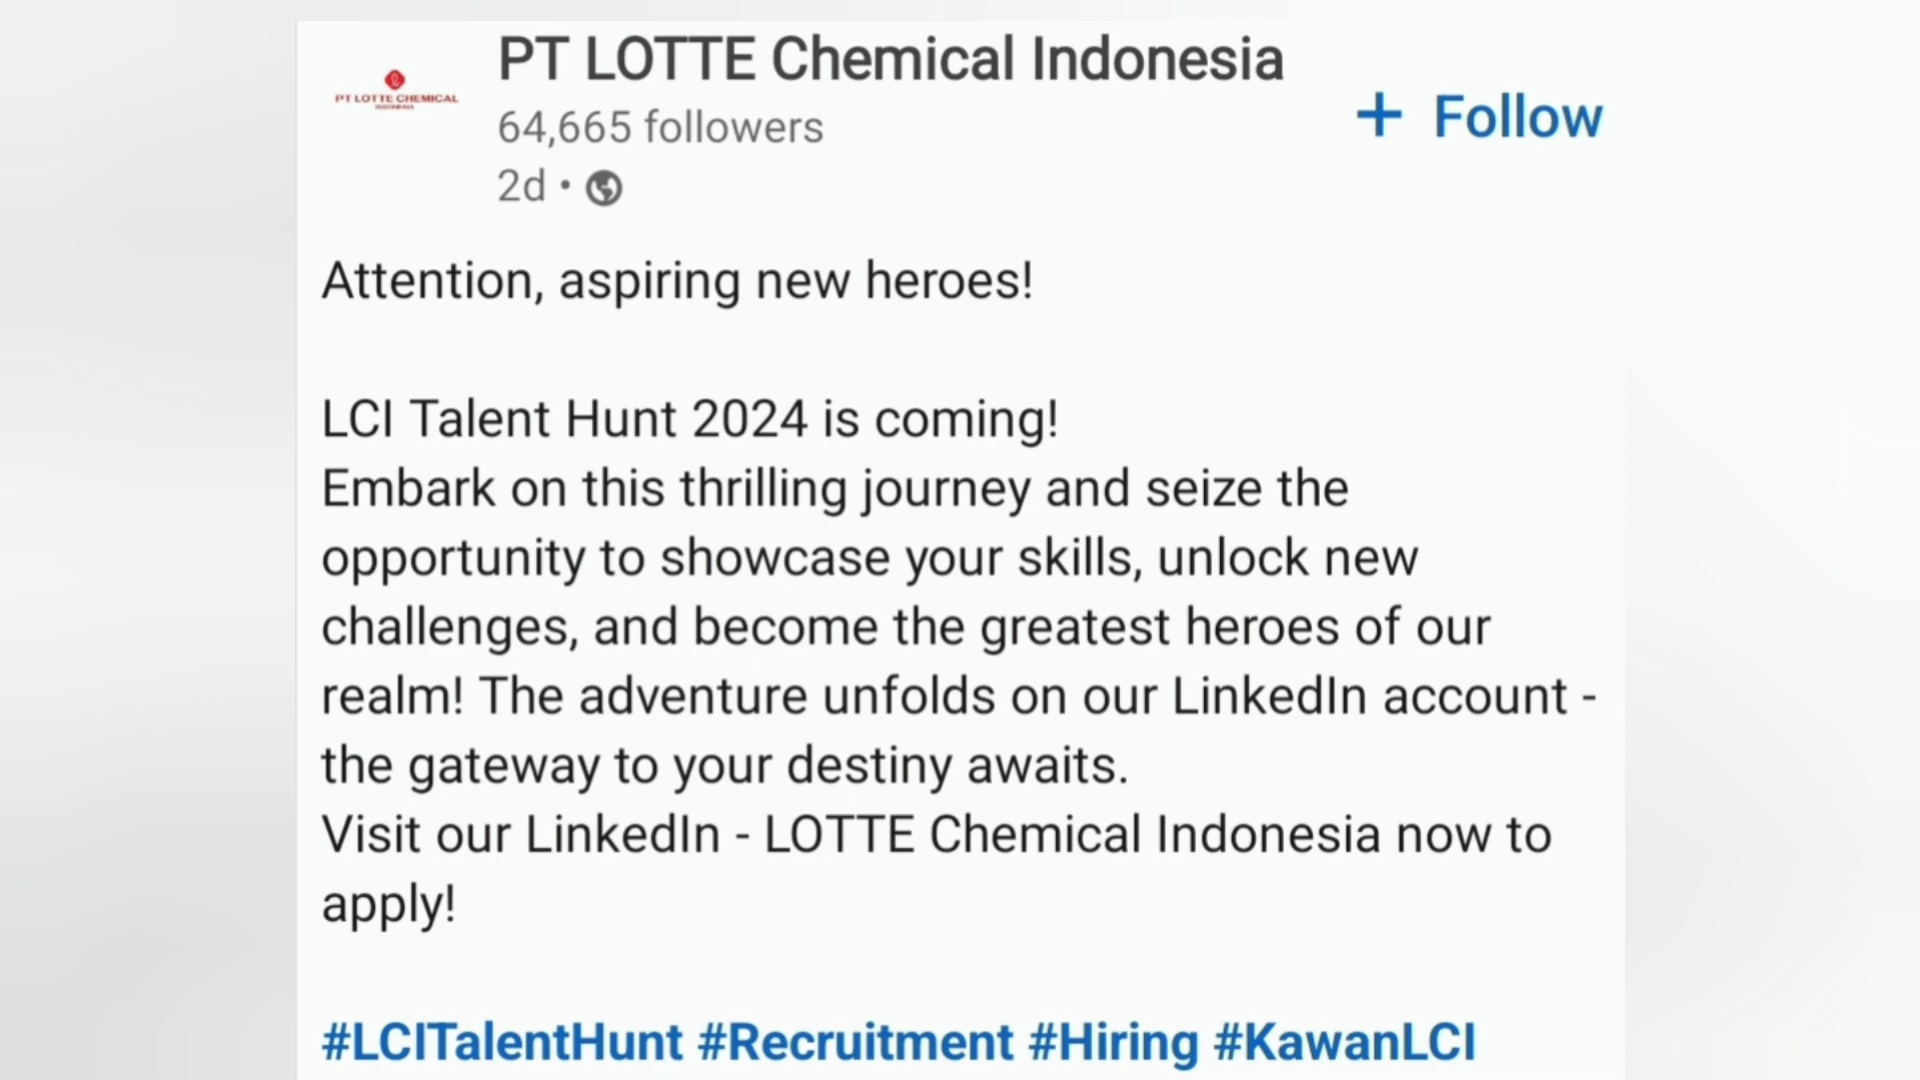 PT LOTTE Chemical Indonesia
PT LOTTE CHEMICAL
INDONESIA
64,665 followers
+ Follow
2d •
Attention, aspiring new heroes!
LCI Talent Hunt 2024 is coming!
Embark on this thrilling journey and seize the
opportunity to showcase your skills, unlock new
challenges, and become the greatest heroes of our
realm! The adventure unfolds on our LinkedIn account -
the gateway to your destiny awaits.
Visit our LinkedIn - LOTTE Chemical Indonesia now to
apply!
#LCITalentHunt #Recruitment #Hiring #KawanLCI